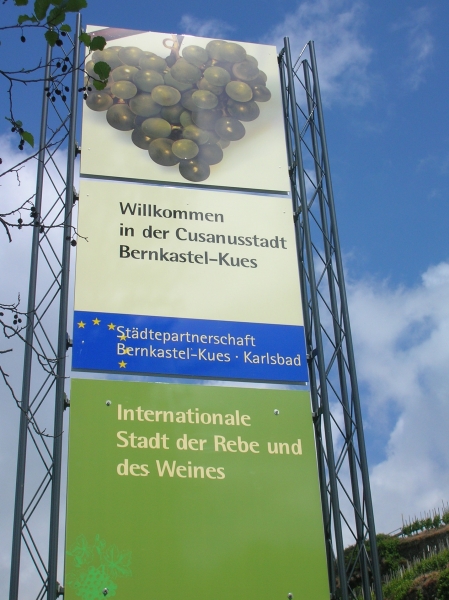 Willkommen
in der Cusanusstadt
Bernkastel-Kues
Städtepartnerschaft
Bernkastel-Kues · Karlsbad
Internationale
Stadt der Rebe und
des Weines